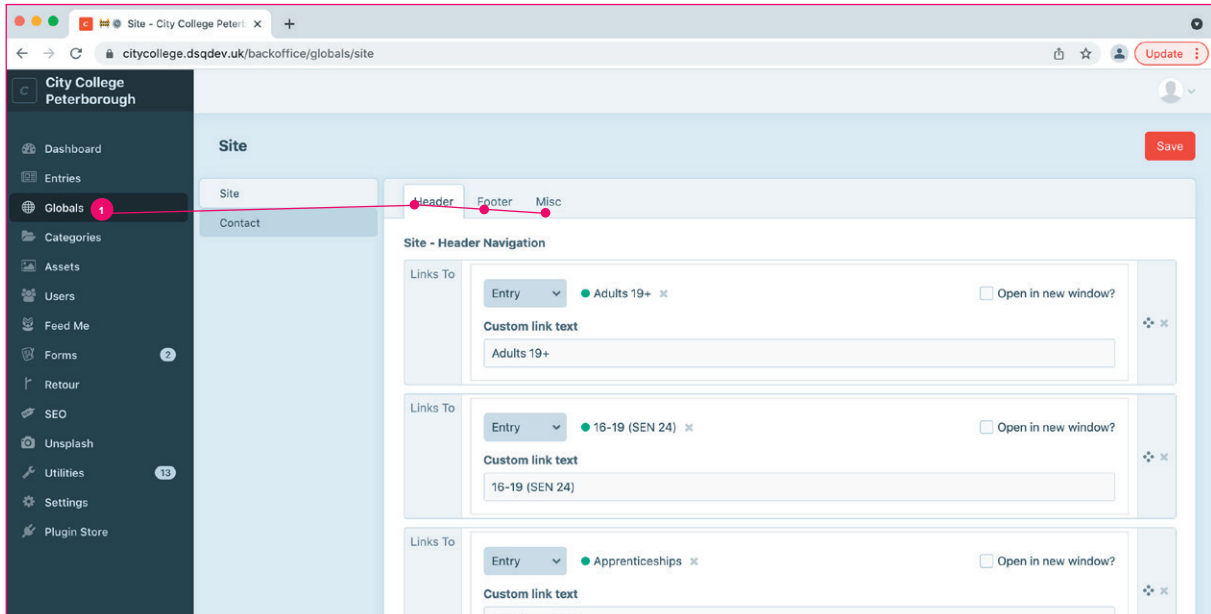 Site - City College Peter
citycollege.dsqdev.uk/backoffice/globals/site
Update
C
City College
Peterborough
Dashboard
Entries
Globals
1
Categories
Assets
Users
Feed Me
Forms
2
Retour
SEO
Unsplash
Utilities
13
Settings
Plugin Store
Site
Save
Site
Contact
Header
Footer
Misc
Site - Header Navigation
Links To
Entry
Adults 19+
Open in new window?
Custom link text
Adults 19+
Links To
Entry
16-19 (SEN 24)
Open in new window?
Custom link text
16-19 (SEN 24)
Links To
Entry
Apprenticeships
Open in new window?
Custom link text